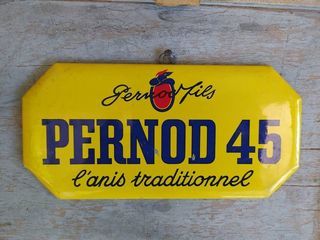 Pernod fils
PERNOD 45
l'anis traditionnel